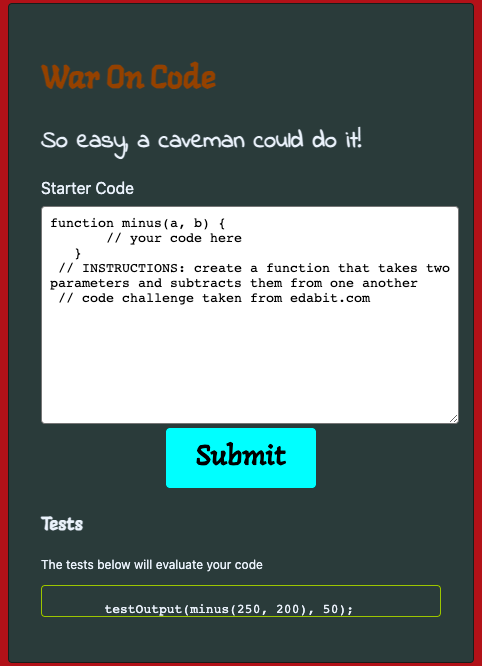 War On Code
So easy, a caveman could do it!
Starter Code
function minus(a, b) {
// your code here
}
// INSTRUCTIONS: create a function that takes two
parameters and subtracts them from one another
// code challenge taken from edabit.com
Submit
Tests
The tests below will evaluate your code
testOutput(minus(250, 200), 50);